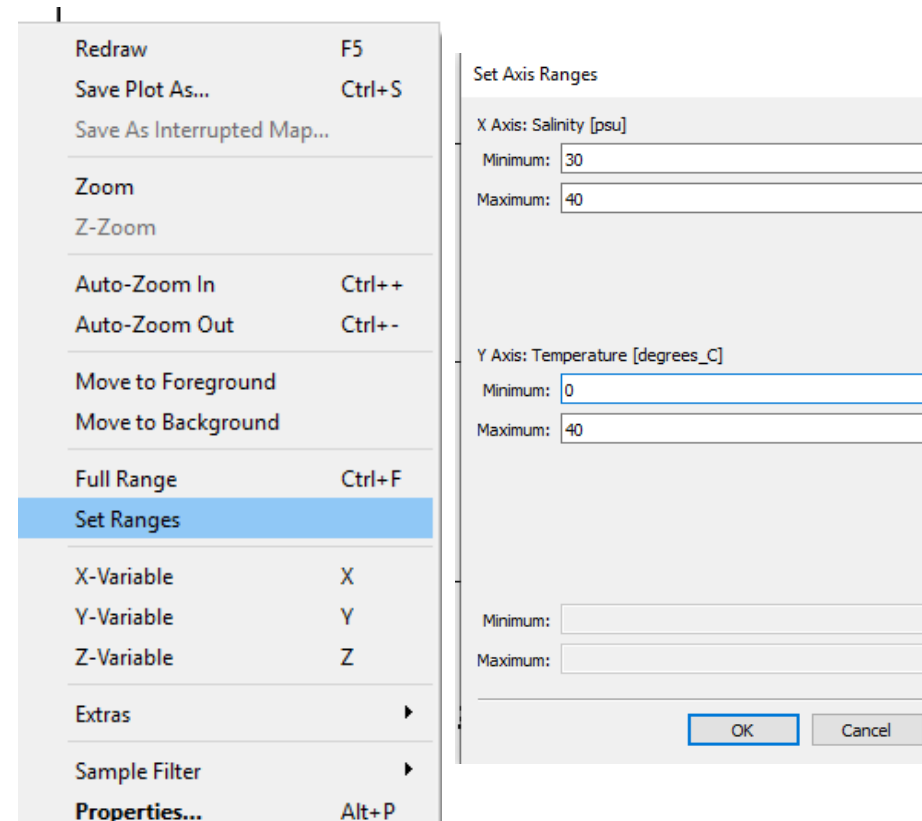 Redraw F5
Save Plot As... Ctrl+S
Save As Interrupted Map...
Zoom
Z-Zoom
Auto-Zoom In Ctrl++
Auto-Zoom Out Ctrl+-
Move to Foreground
Move to Background
Full Range Ctrl+F
Set Ranges
X-Variable X
Y-Variable Y
Z-Variable Z
Extras
Sample Filter
Properties... Alt+P
Set Axis Ranges
X Axis: Salinity [psu]
Minimum: 30
Maximum: 40
Y Axis: Temperature [degrees_C]
Minimum: 0
Maximum: 40
Minimum:
Maximum:
OK Cancel